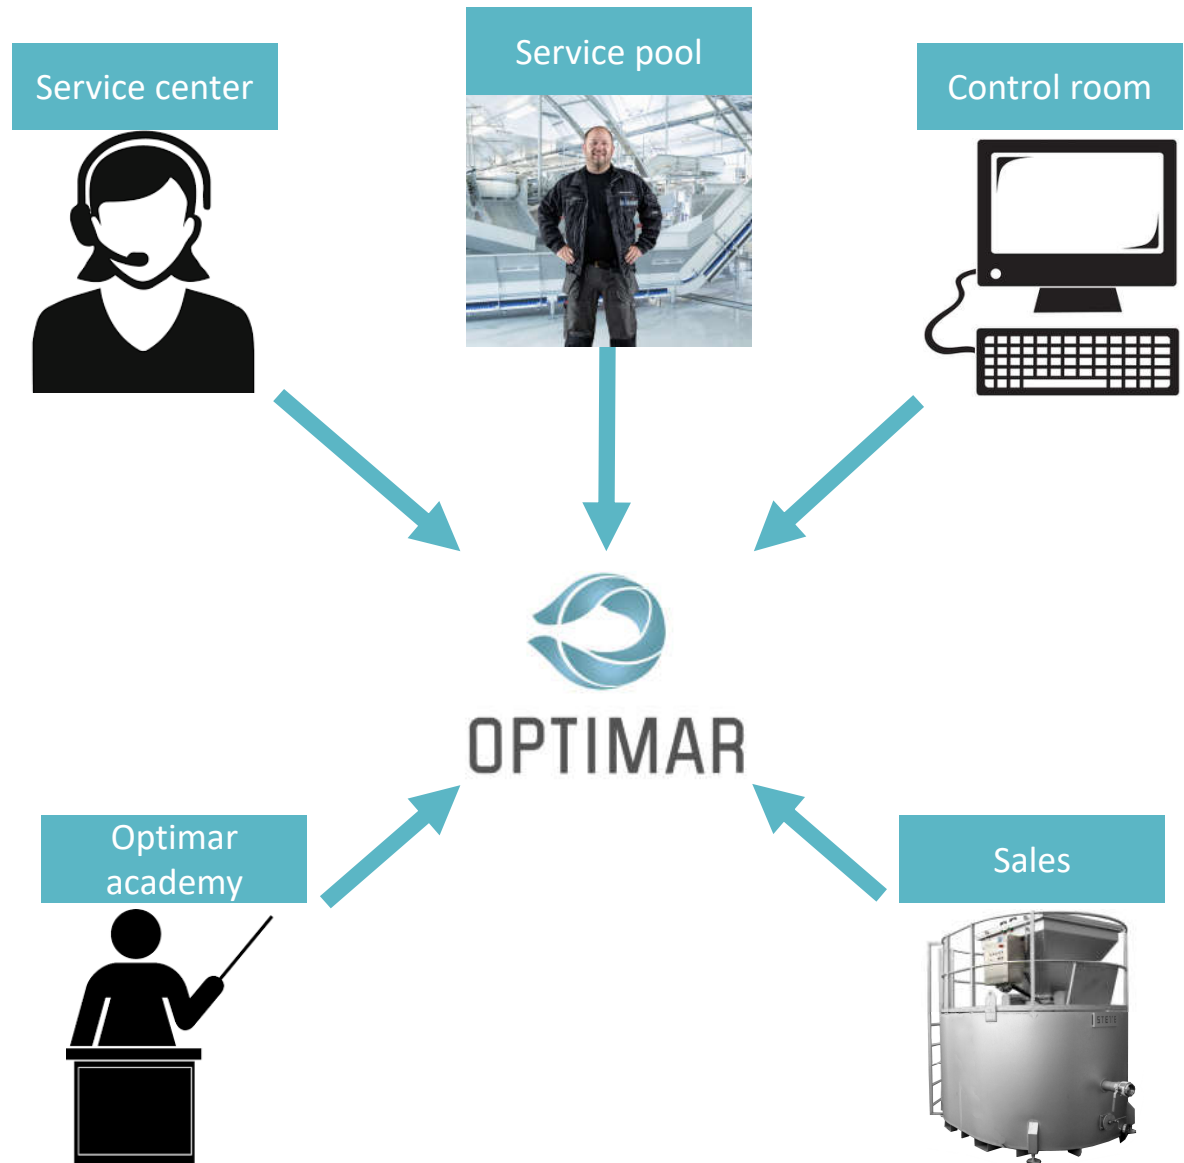 Service center
Service pool
Control room
OPTIMAR
Optimar
academy
Sales